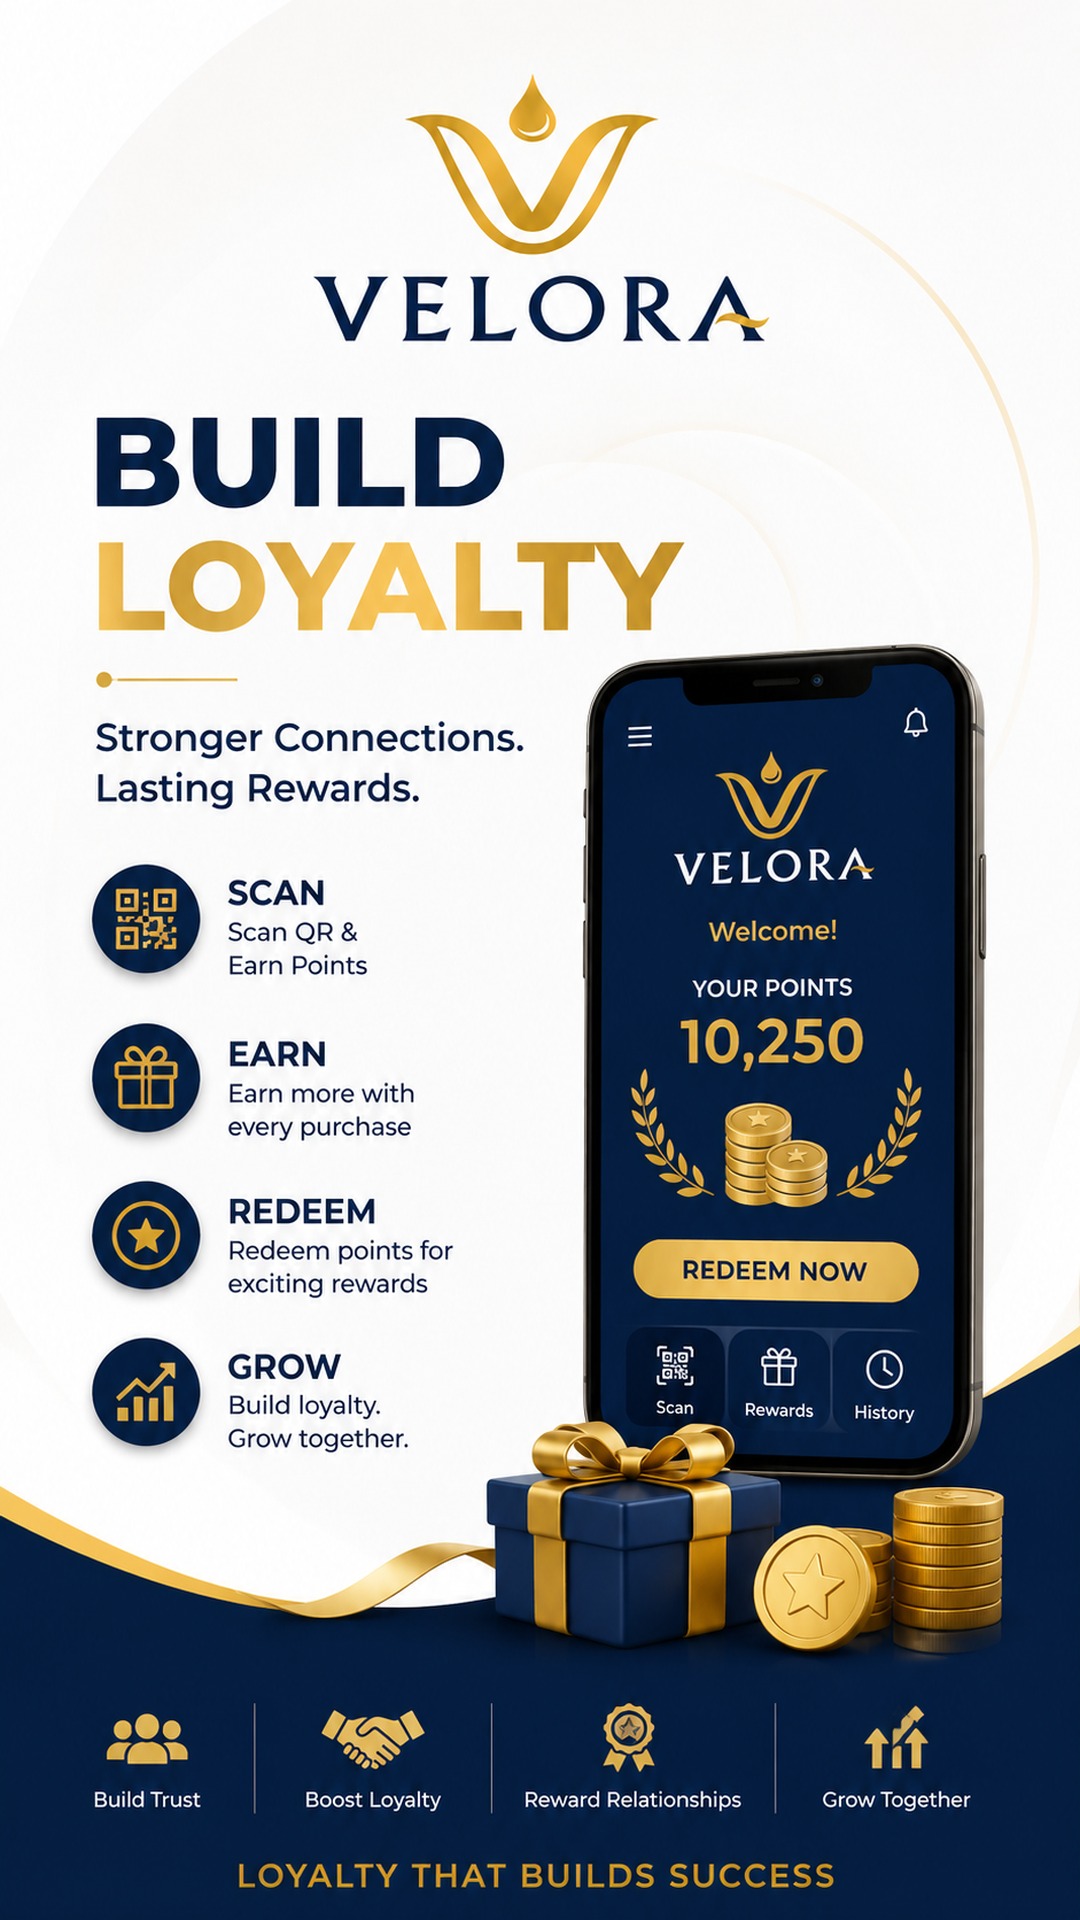 VELORA
BUILD
LOYALTY
Stronger Connections.
Lasting Rewards.
SCAN
Scan QR &
Earn Points
EARN
Earn more with
every purchase
REDEEM
Redeem points for
exciting rewards
GROW
Build loyalty.
Grow together.
VELORA
Welcome!
YOUR POINTS
10,250
REDEEM NOW
Scan
Rewards
History
Build Trust
Boost Loyalty
Reward Relationships
Grow Together
LOYALTY THAT BUILDS SUCCESS